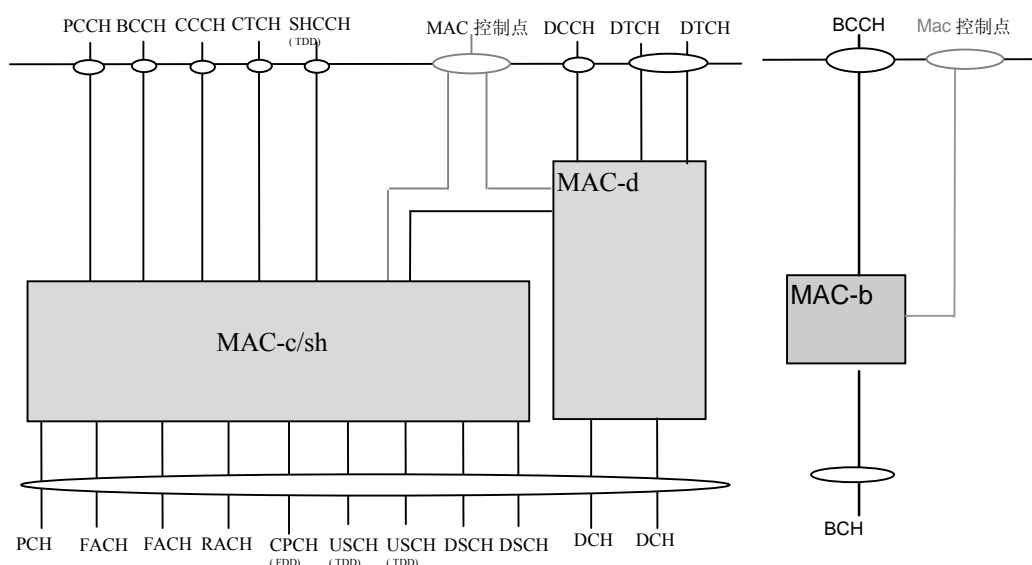 PCCH BCCH CCCH CTCH SHCCH MAC 控制点 DCCH DTCH DTCH
( TDD )
BCCH Mac 控制点
MAC-d
MAC-c/sh
MAC-b
PCH FACH FACH RACH CPCH USCH USCH DSCH DSCH DCH DCH
( FDD ) ( TDD ) ( TDD )
BCH